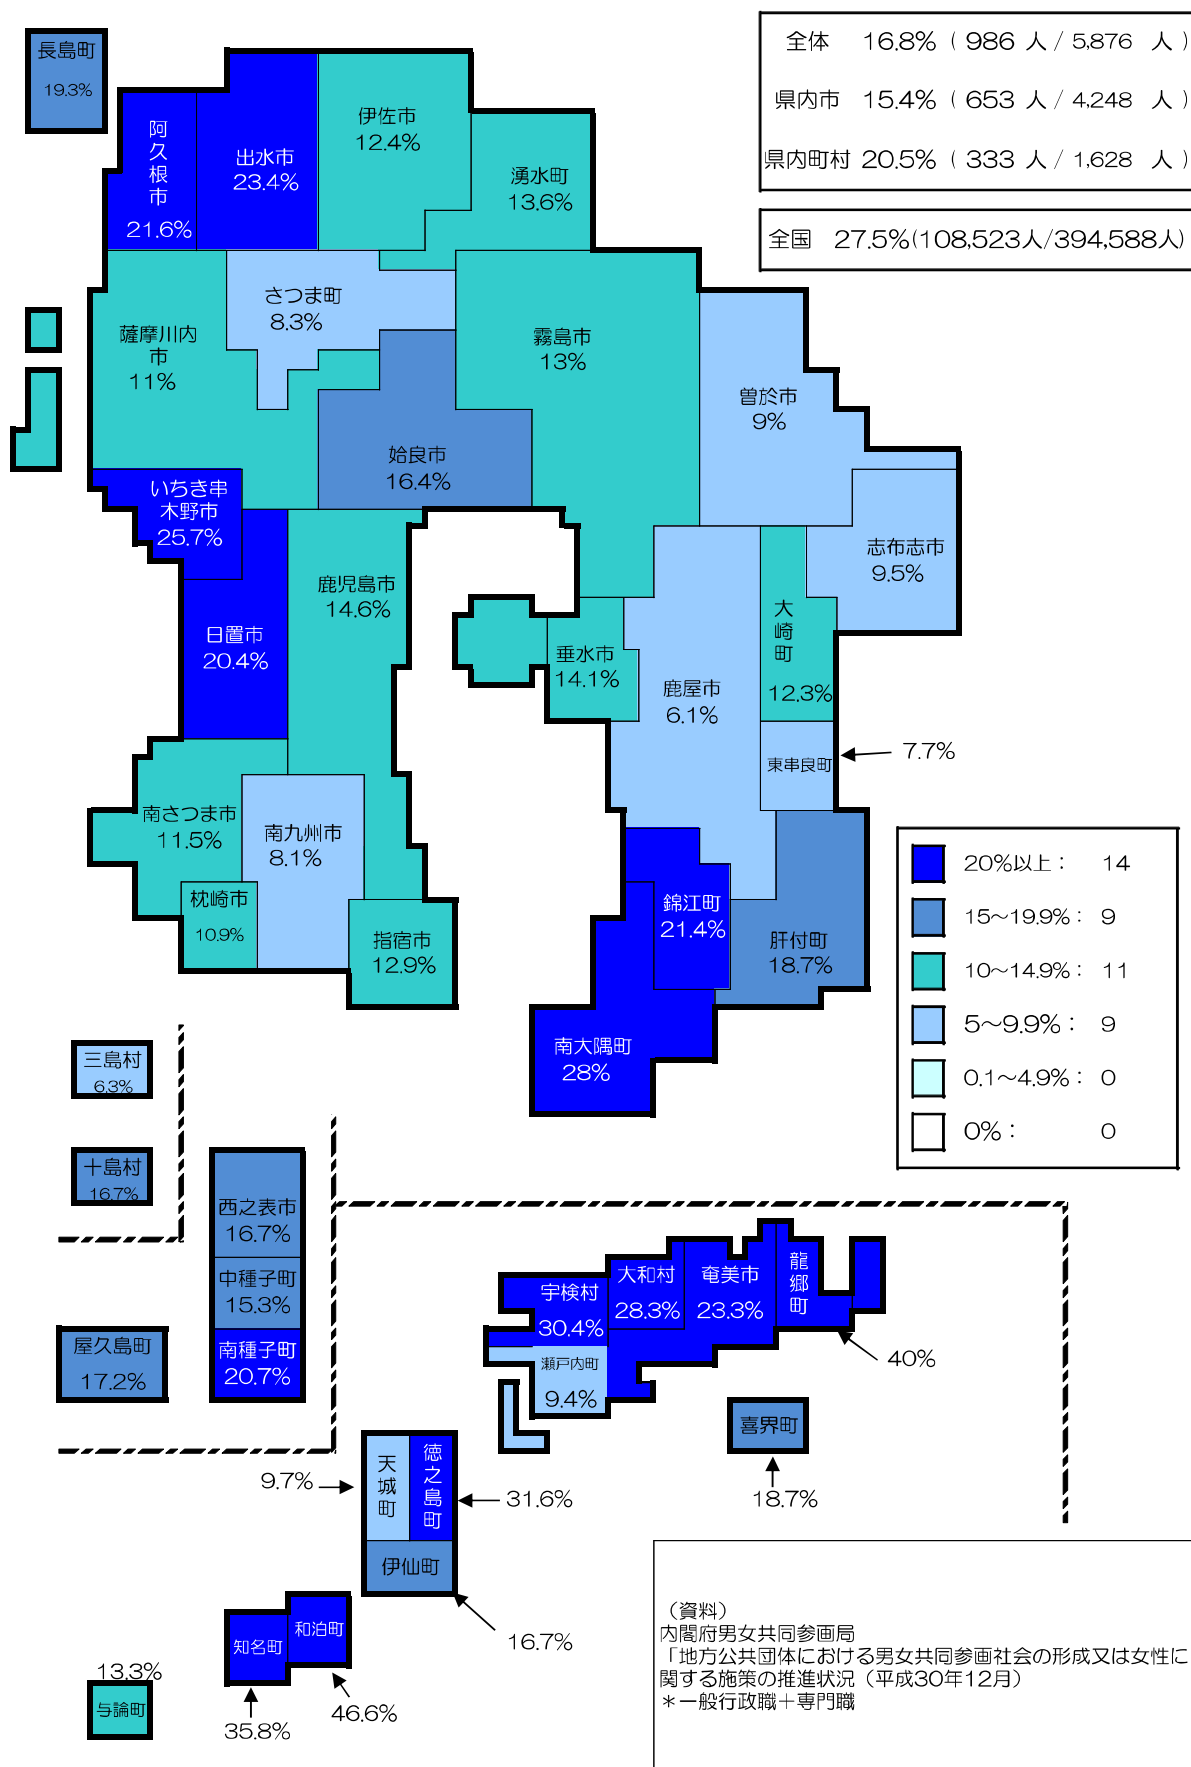 長島町
19.3%
全体 16.8% ( 986 人 / 5,876 人 )
県内市 15.4% ( 653 人 / 4,248 人 )
県内町村 20.5% ( 333 人 / 1,628 人 )
全国 27.5%(108,523人/394,588人)
阿久根市
21.6%
出水市
23.4%
伊佐市
12.4%
湧水町
13.6%
さつま町
8.3%
薩摩川内
市
11%
霧島市
13%
曽於市
9%
姶良市
16.4%
いちき串
木野市
25.7%
志布志市
9.5%
鹿児島市
14.6%
大崎町
12.3%
日置市
20.4%
垂水市
14.1%
鹿屋市
6.1%
東串良町
7.7%
南さつま市
11.5%
南九州市
8.1%
枕崎市
10.9%
指宿市
12.9%
錦江町
21.4%
肝付町
18.7%
南大隅町
28%
20%以上： 14
15～19.9%： 9
10～14.9%： 11
5～9.9%： 9
0.1～4.9%： 0
0%： 0
三島村
6.3%
十島村
16.7%
西之表市
16.7%
中種子町
15.3%
南種子町
20.7%
屋久島町
17.2%
宇検村
30.4%
大和村
28.3%
奄美市
23.3%
龍郷町
40%
瀬戸内町
9.4%
喜界町
18.7%
天城町
9.7%
徳之島町
31.6%
伊仙町
16.7%
和泊町
46.6%
知名町
35.8%
13.3%
与論町
（資料）
内閣府男女共同参画局
「地方公共団体における男女共同参画社会の形成又は女性に
関する施策の推進状況（平成30年12月）
＊一般行政職＋専門職